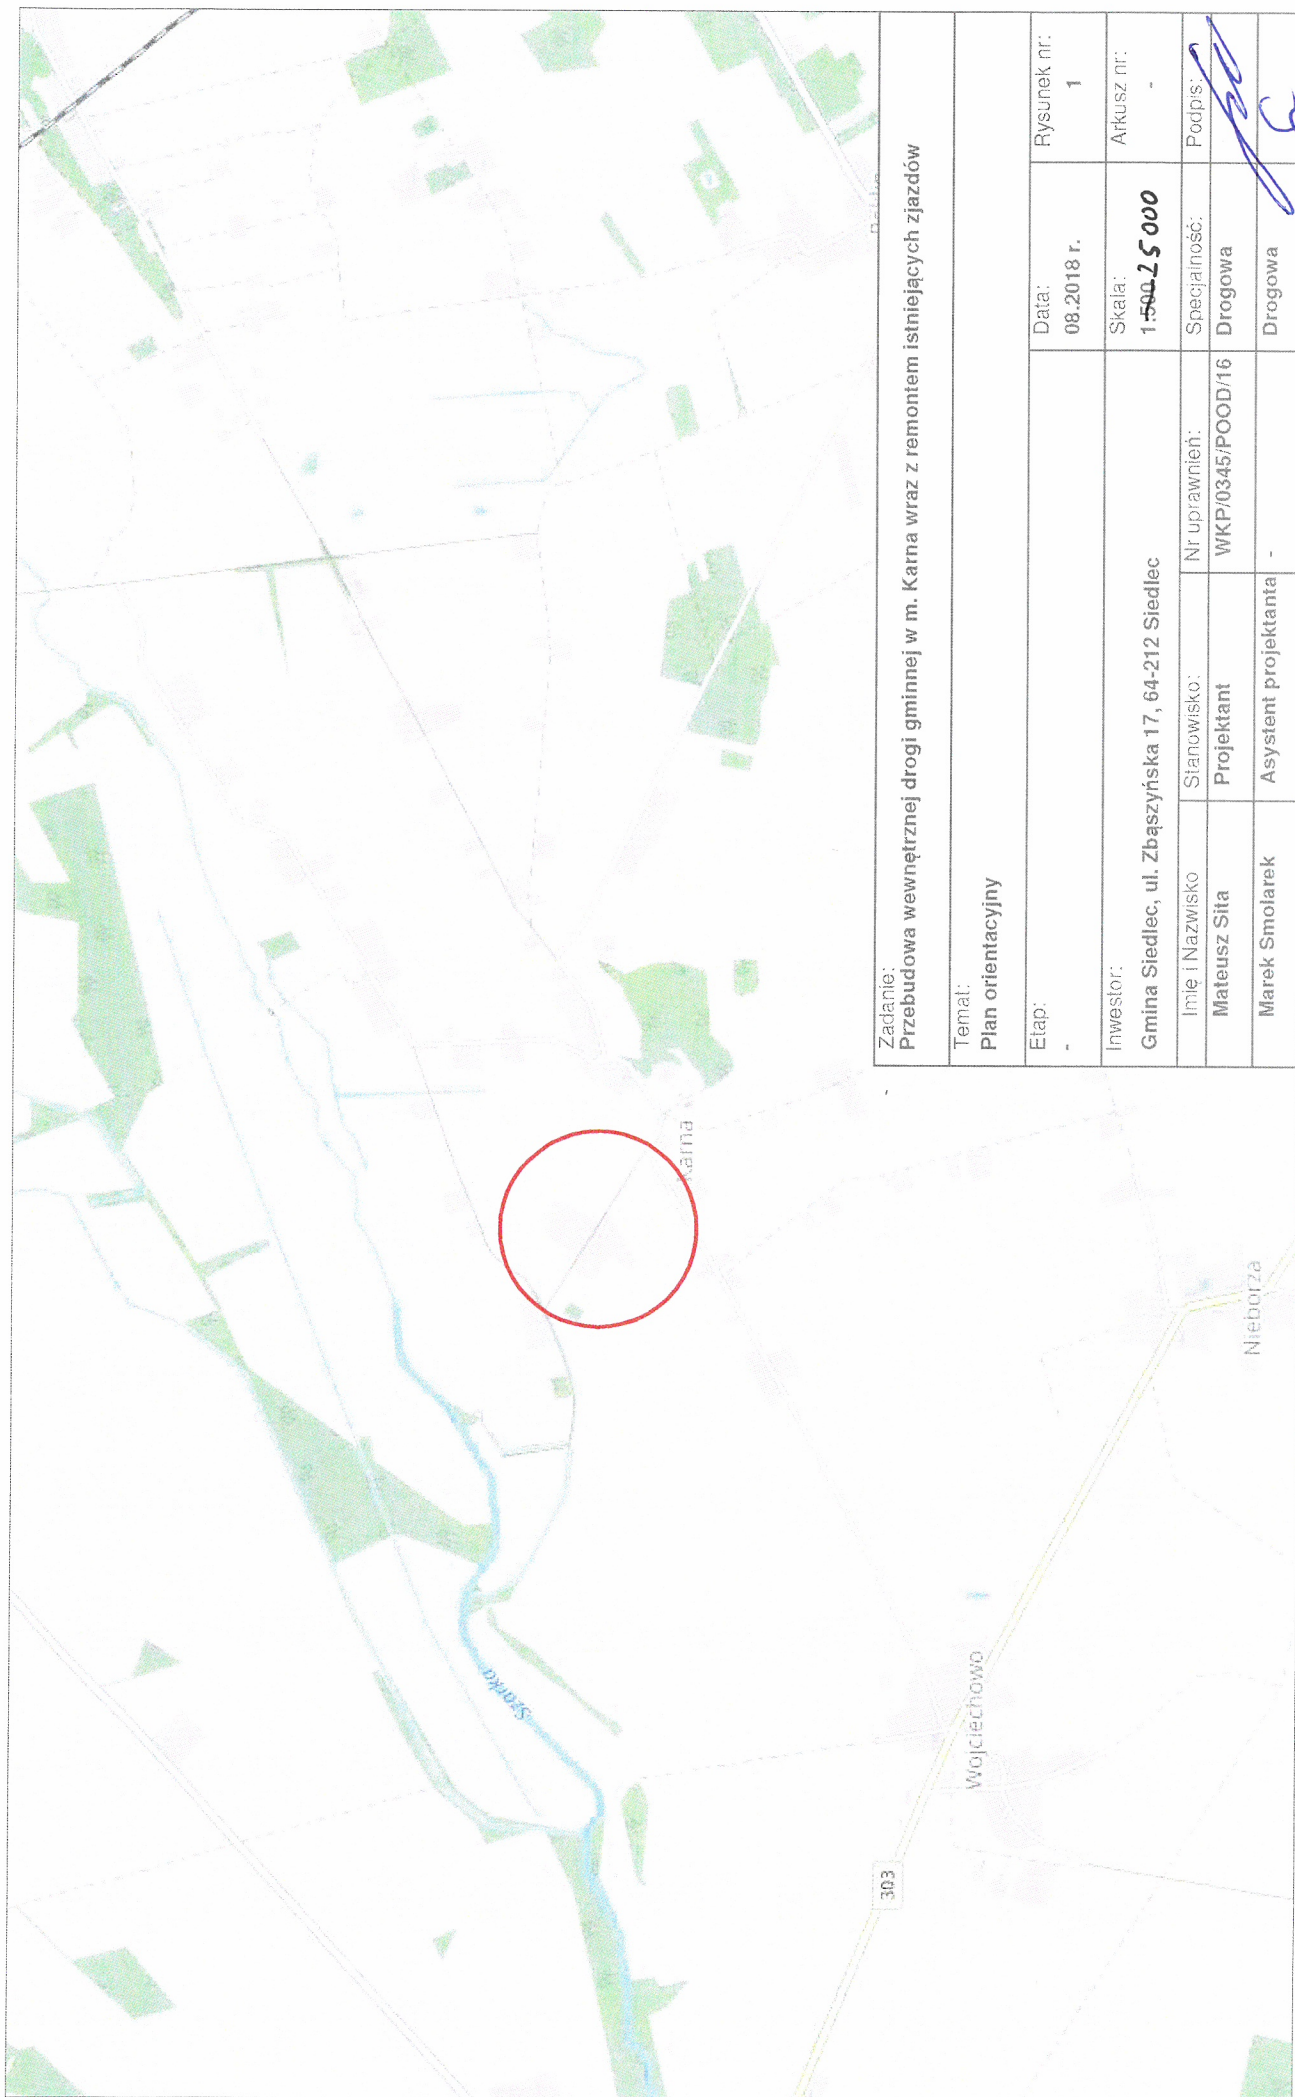 Szarka
303
Wojciechowo
Karna
Nieborza
Zadanie:
Przebudowa wewnętrznej drogi gminnej w m. Karna wraz z remontem istniejących zjazdów
Temat:
Plan orientacyjny
Etap:
-
Data:
08.2018 r.
Rysunek nr:
1
Inwestor:
Gmina Siedlec, ul. Zbąszyńska 17, 64-212 Siedlec
Skala:
1:500 25 000
Arkusz nr:
-
Imię i Nazwisko Stanowisko: Nr uprawnień: Specjalność: Podpis:
Mateusz Sita Projektant WKP/0345/POOD/16 Drogowa
Marek Smolarek Asystent projektanta - Drogowa